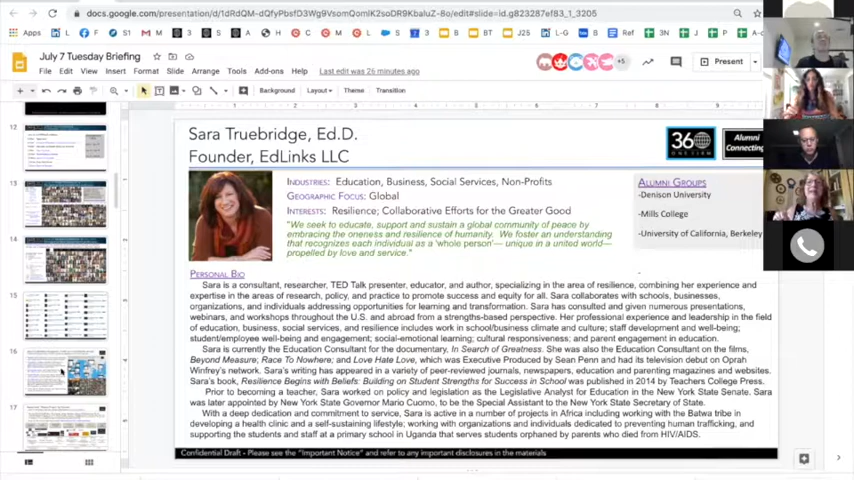 docs.google.com/presentation/d/1dRdQM-dQfyPbsfD3Wg9VsomQomlK2soDR9KbaluZ-8o/edit#slide=id.g823287ef83_1_3205
Apps
July 7 Tuesday Briefing
File Edit View Insert Format Slide Arrange Tools Add-ons Help Last edit was 26 minutes ago
+5
Present
Background Layout Theme Transition
12
13
14
15
16
17
Sara Truebridge, Ed.D.
Founder, EdLinks LLC
36
ONE FIRM
Alumni
Connecting
INDUSTRIES: Education, Business, Social Services, Non-Profits
GEOGRAPHIC FOCUS: Global
INTERESTS: Resilience; Collaborative Efforts for the Greater Good
"We seek to educate, support and sustain a global community of peace by
embracing the oneness and resilience of humanity. We foster an understanding
that recognizes each individual as a 'whole person'— unique in a united world—
propelled by love and service."
ALUMNI GROUPS
-Denison University
-Mills College
-University of California, Berkeley
PERSONAL BIO
Sara is a consultant, researcher, TED Talk presenter, educator, and author, specializing in the area of resilience, combining her experience and
expertise in the areas of research, policy, and practice to promote success and equity for all. Sara collaborates with schools, businesses,
organizations, and individuals addressing opportunities for learning and transformation. Sara has consulted and given numerous presentations,
webinars, and workshops throughout the U.S. and abroad from a strengths-based perspective. Her professional experience and leadership in the field
of education, business, social services, and resilience includes work in school/business climate and culture; staff development and well-being;
student/employee well-being and engagement; social-emotional learning; cultural responsiveness; and parent engagement in education.
Sara is currently the Education Consultant for the documentary, In Search of Greatness. She was also the Education Consultant on the films,
Beyond Measure; Race To Nowhere; and Love Hate Love, which was Executive Produced by Sean Penn and had its television debut on Oprah
Winfrey's network. Sara's writing has appeared in a variety of peer-reviewed journals, newspapers, education and parenting magazines and websites.
Sara's book, Resilience Begins with Beliefs: Building on Student Strengths for Success in School was published in 2014 by Teachers College Press.
Prior to becoming a teacher, Sara worked on policy and legislation as the Legislative Analyst for Education in the New York State Senate. Sara
was later appointed by New York State Governor Mario Cuomo, to be the Special Assistant to the New York State Secretary of State.
With a deep dedication and commitment to service, Sara is active in a number of projects in Africa including working with the Batwa tribe in
developing a health clinic and a self-sustaining lifestyle; working with organizations and individuals dedicated to preventing human trafficking, and
supporting the students and staff at a primary school in Uganda that serves students orphaned by parents who died from HIV/AIDS.
Confidential Draft - Please see the "Important Notice" and refer to any important disclosures in the materials